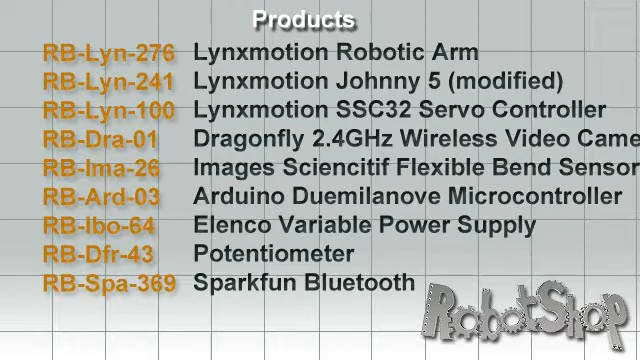 Products
RB-Lyn-276 Lynxmotion Robotic Arm
RB-Lyn-241 Lynxmotion Johnny 5 (modified)
RB-Lyn-100 Lynxmotion SSC32 Servo Controller
RB-Dra-01 Dragonfly 2.4GHz Wireless Video Came
RB-Ima-26 Images Sciencitif Flexible Bend Sensor
RB-Ard-03 Arduino Duemilanove Microcontroller
RB-Ibo-64 Elenco Variable Power Supply
RB-Dfr-43 Potentiometer
RB-Spa-369 Sparkfun Bluetooth
RobotShop